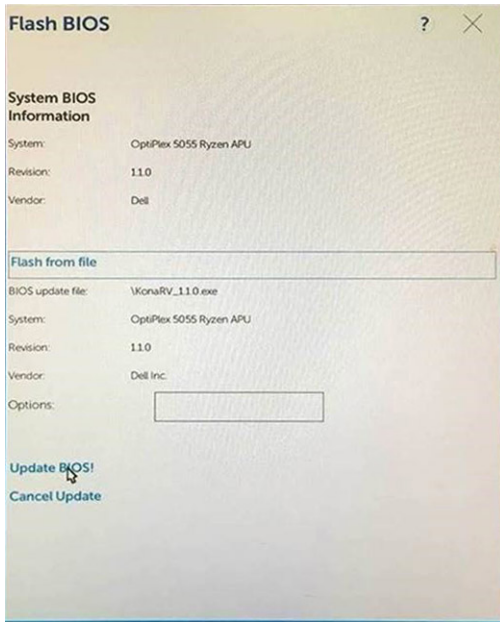 Flash BIOS ?
System BIOS
Information
System: OptiPlex 5055 Ryzen APU
Revision: 1.1.0
Vendor: Dell
Flash from file
BIOS update file: \KonaRV_1.1.0.exe
System: OptiPlex 5055 Ryzen APU
Revision: 1.1.0
Vendor: Dell Inc.
Options:
Update BIOS!
Cancel Update